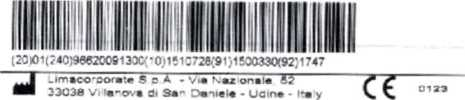 (20)01(240)96620091300(10)1510728(91)1500330(92)1747
Limacorporate S.p.A. - Via Nazionale, 52
33038 Villanova di San Daniele - Udine - Italy
CE 0123